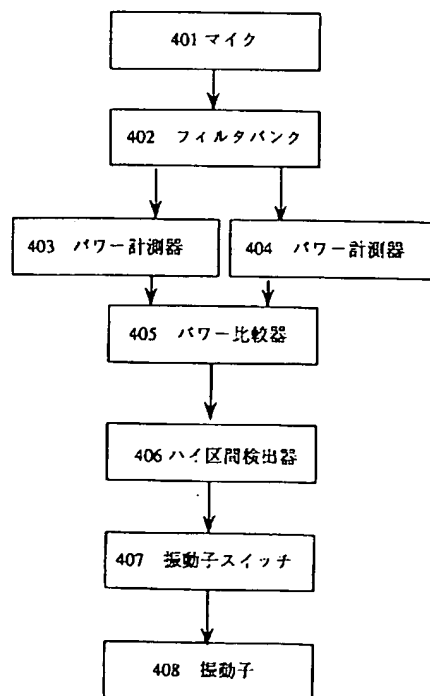 401 マイク
402 フィルタバンク
403 パワー計測器
404 パワー計測器
405 パワー比較器
406 ハイ区間検出器
407 振動子スイッチ
408 振動子